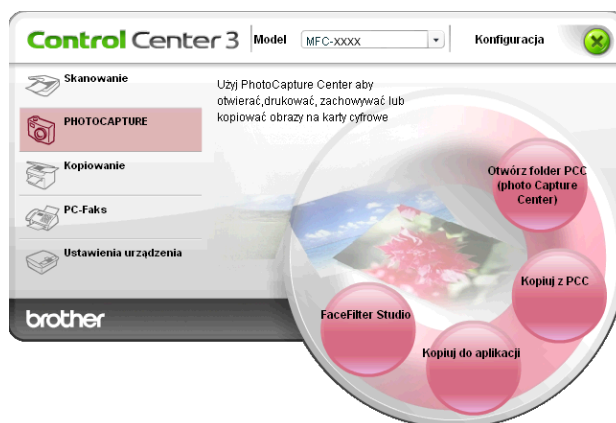 Control Center 3
Model
MFC-XXXX
Konfiguracja
Skanowanie
PHOTOCAPTURE
Kopiowanie
PC-Faks
Ustawienia urządzenia
brother
Użyj PhotoCapture Center aby
otwierać,drukować, zachowywać lub
kopiować obrazy na karty cyfrowe
Otwórz folder PCC
(photo Capture
Center)
Kopiuj z PCC
Kopiuj do aplikacji
FaceFilter Studio